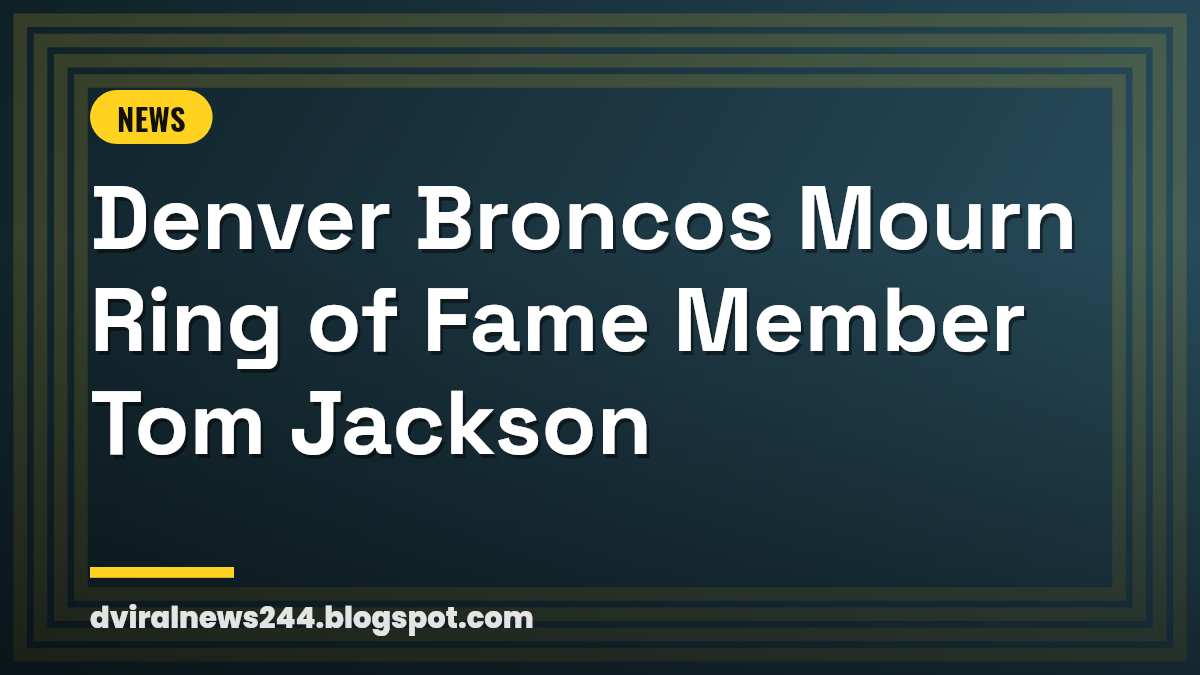 NEWS
Denver Broncos Mourn
Ring of Fame Member
Tom Jackson
dviralnews244.blogspot.com